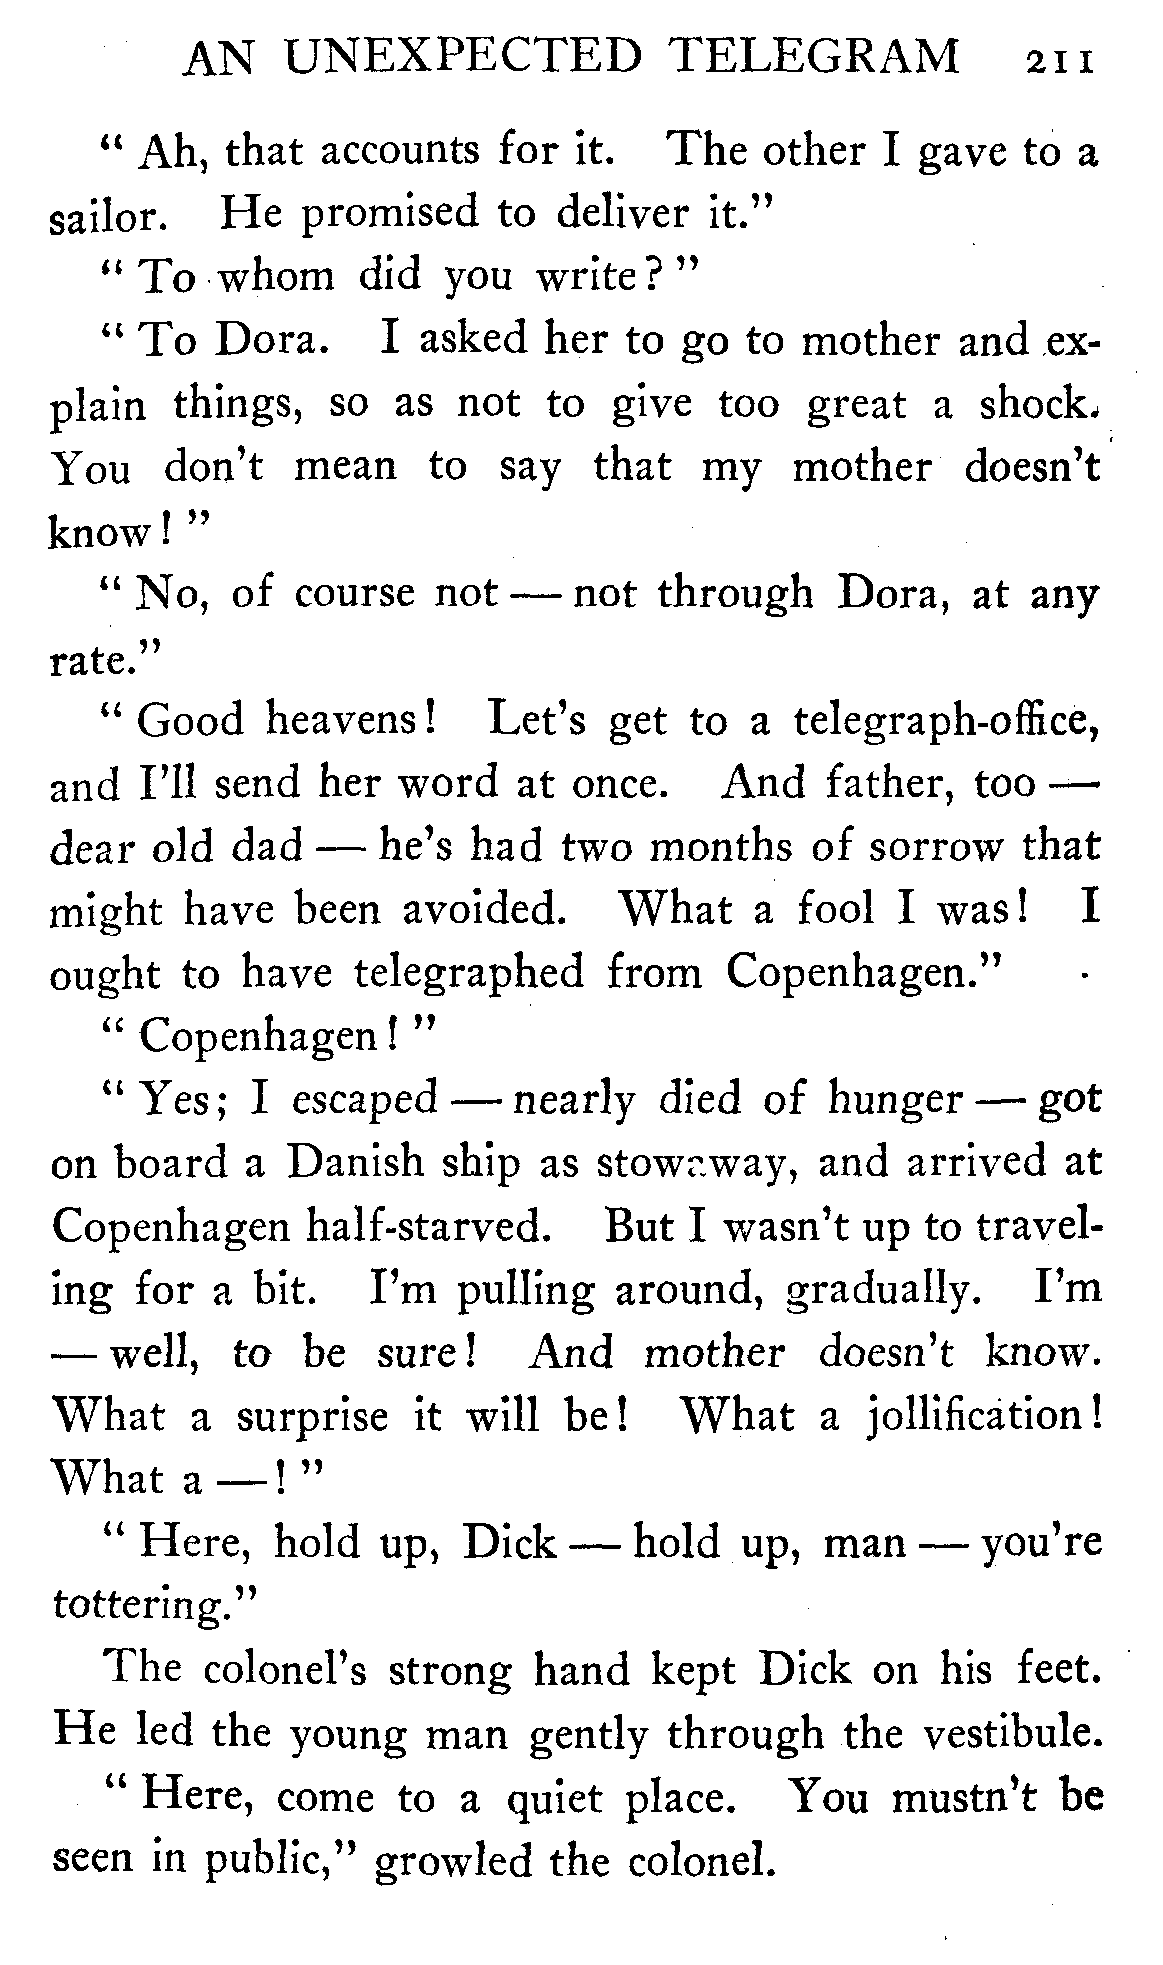 AN UNEXPECTED TELEGRAM 211
“ Ah, that accounts for it. The other I gave to a
sailor. He promised to deliver it.”
“ To whom did you write? ”
“ To Dora. I asked her to go to mother and ex-
plain things, so as not to give too great a shock.
You don’t mean to say that my mother doesn’t
know! ”
“ No, of course not — not through Dora, at any
rate.”
“ Good heavens! Let’s get to a telegraph-office,
and I’ll send her word at once. And father, too —
dear old dad — he’s had two months of sorrow that
might have been avoided. What a fool I was! I
ought to have telegraphed from Copenhagen.”
“ Copenhagen! ”
“ Yes; I escaped — nearly died of hunger — got
on board a Danish ship as stowaway, and arrived at
Copenhagen half-starved. But I wasn’t up to travel-
ing for a bit. I’m pulling around, gradually. I’m
— well, to be sure! And mother doesn’t know.
What a surprise it will be! What a jollification!
What a —! ”
“ Here, hold up, Dick — hold up, man — you’re
tottering.”
The colonel’s strong hand kept Dick on his feet.
He led the young man gently through the vestibule.
“ Here, come to a quiet place. You mustn’t be
seen in public,” growled the colonel.